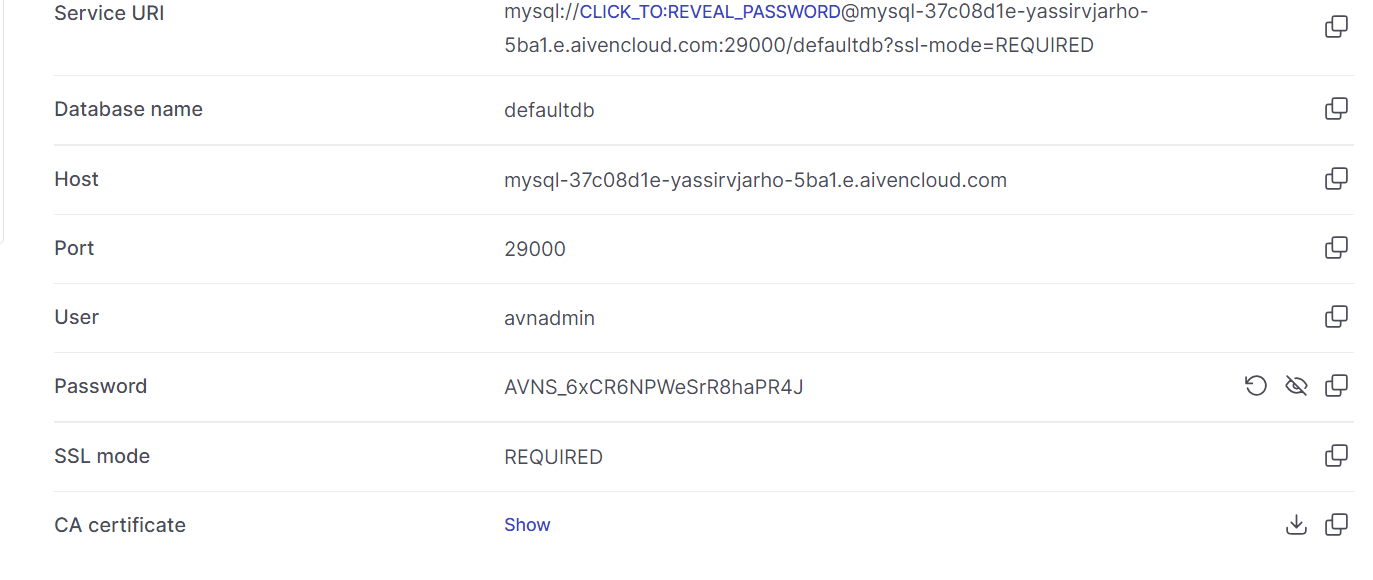 Service URI
mysql://CLICK_TO:REVEAL_PASSWORD@mysql-37c08d1e-yassirvjarho-
5ba1.e.aivencloud.com:29000/defaultdb?ssl-mode=REQUIRED
Database name
defaultdb
Host
mysql-37c08d1e-yassirvjarho-5ba1.e.aivencloud.com
Port
29000
User
avnadmin
Password
AVNS_6xCR6NPWeSrR8haPR4J
SSL mode
REQUIRED
CA certificate
Show